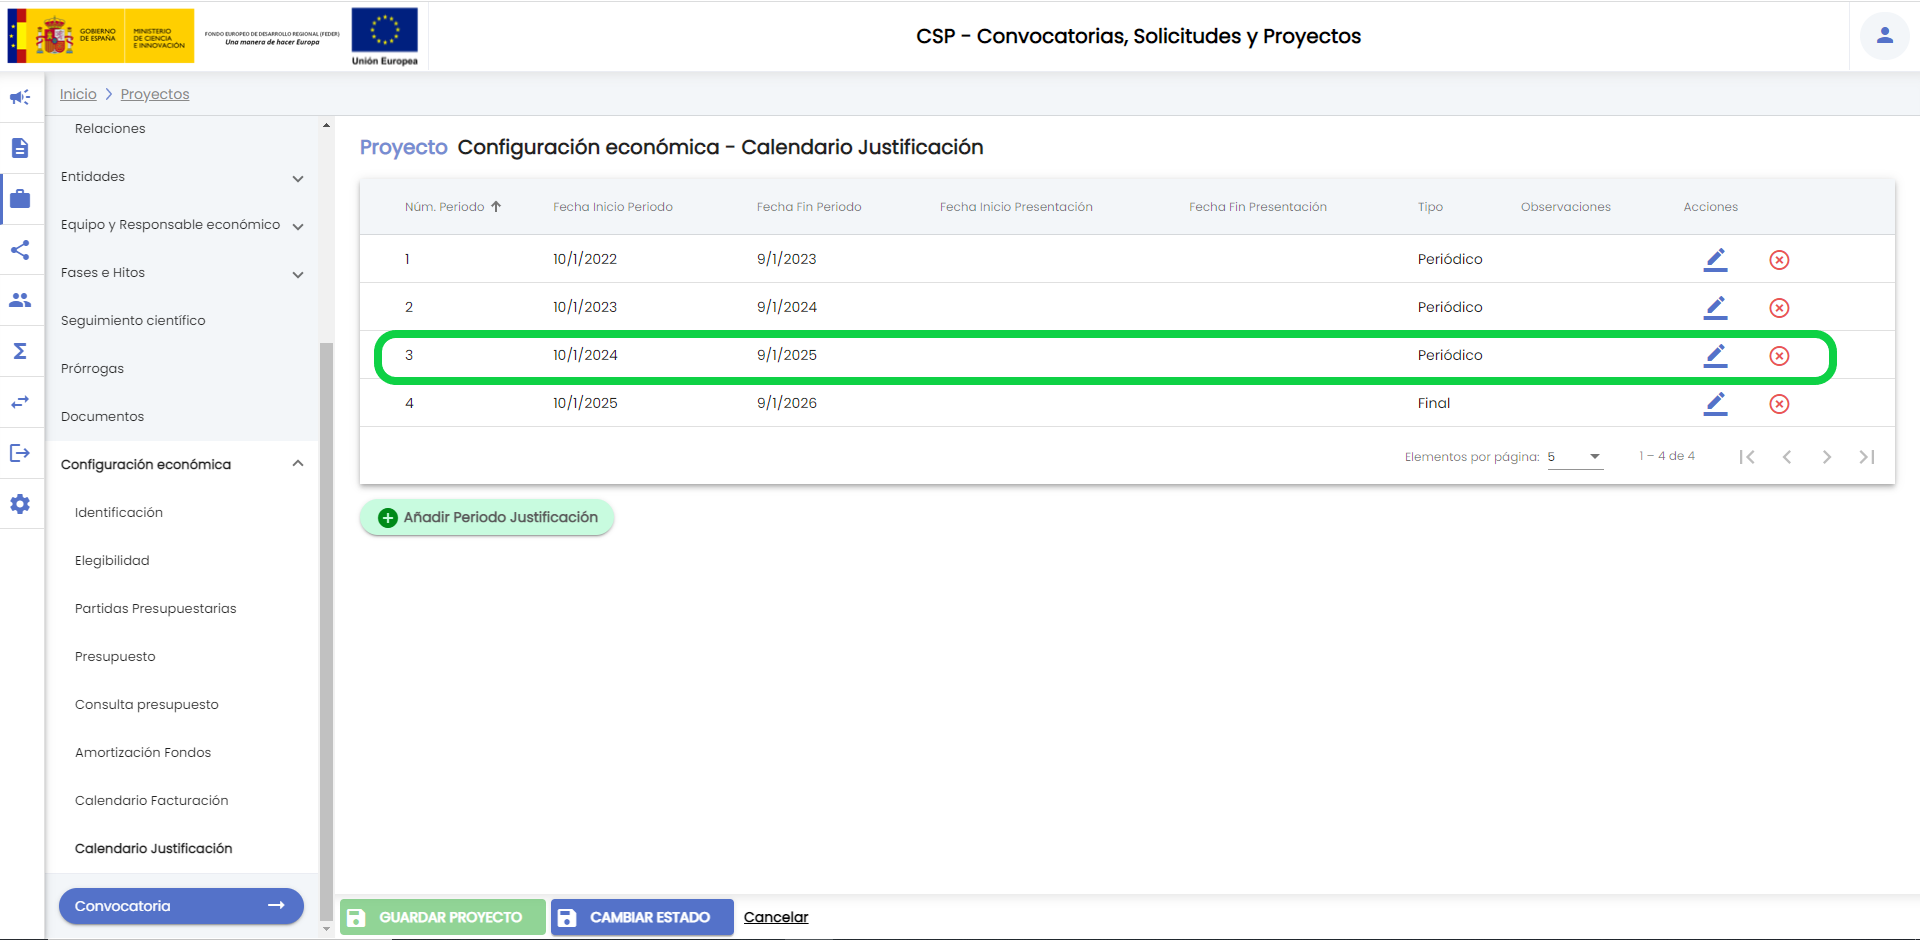 GOBIERNO
DE ESPAÑA
MINISTERIO
DE CIENCIA
E INNOVACIÓN
FONDO EUROPEO DE DESARROLLO REGIONAL (FEDER)
Una manera de hacer Europa
Unión Europea
CSP - Convocatorias, Solicitudes y Proyectos
Inicio > Proyectos
Relaciones
Entidades
Equipo y Responsable económico
Fases e Hitos
Seguimiento científico
Prórrogas
Documentos
Configuración económica
Identificación
Elegibilidad
Partidas Presupuestarias
Presupuesto
Consulta presupuesto
Amortización Fondos
Calendario Facturación
Calendario Justificación
Convocatoria
Proyecto Configuración económica - Calendario Justificación
Núm. Periodo Fecha Inicio Periodo Fecha Fin Periodo Fecha Inicio Presentación Fecha Fin Presentación Tipo Observaciones Acciones
1 10/1/2022 9/1/2023 Periódico
2 10/1/2023 9/1/2024 Periódico
3 10/1/2024 9/1/2025 Periódico
4 10/1/2025 9/1/2026 Final
Elementos por página: 5 1 – 4 de 4
Añadir Periodo Justificación
GUARDAR PROYECTO CAMBIAR ESTADO Cancelar